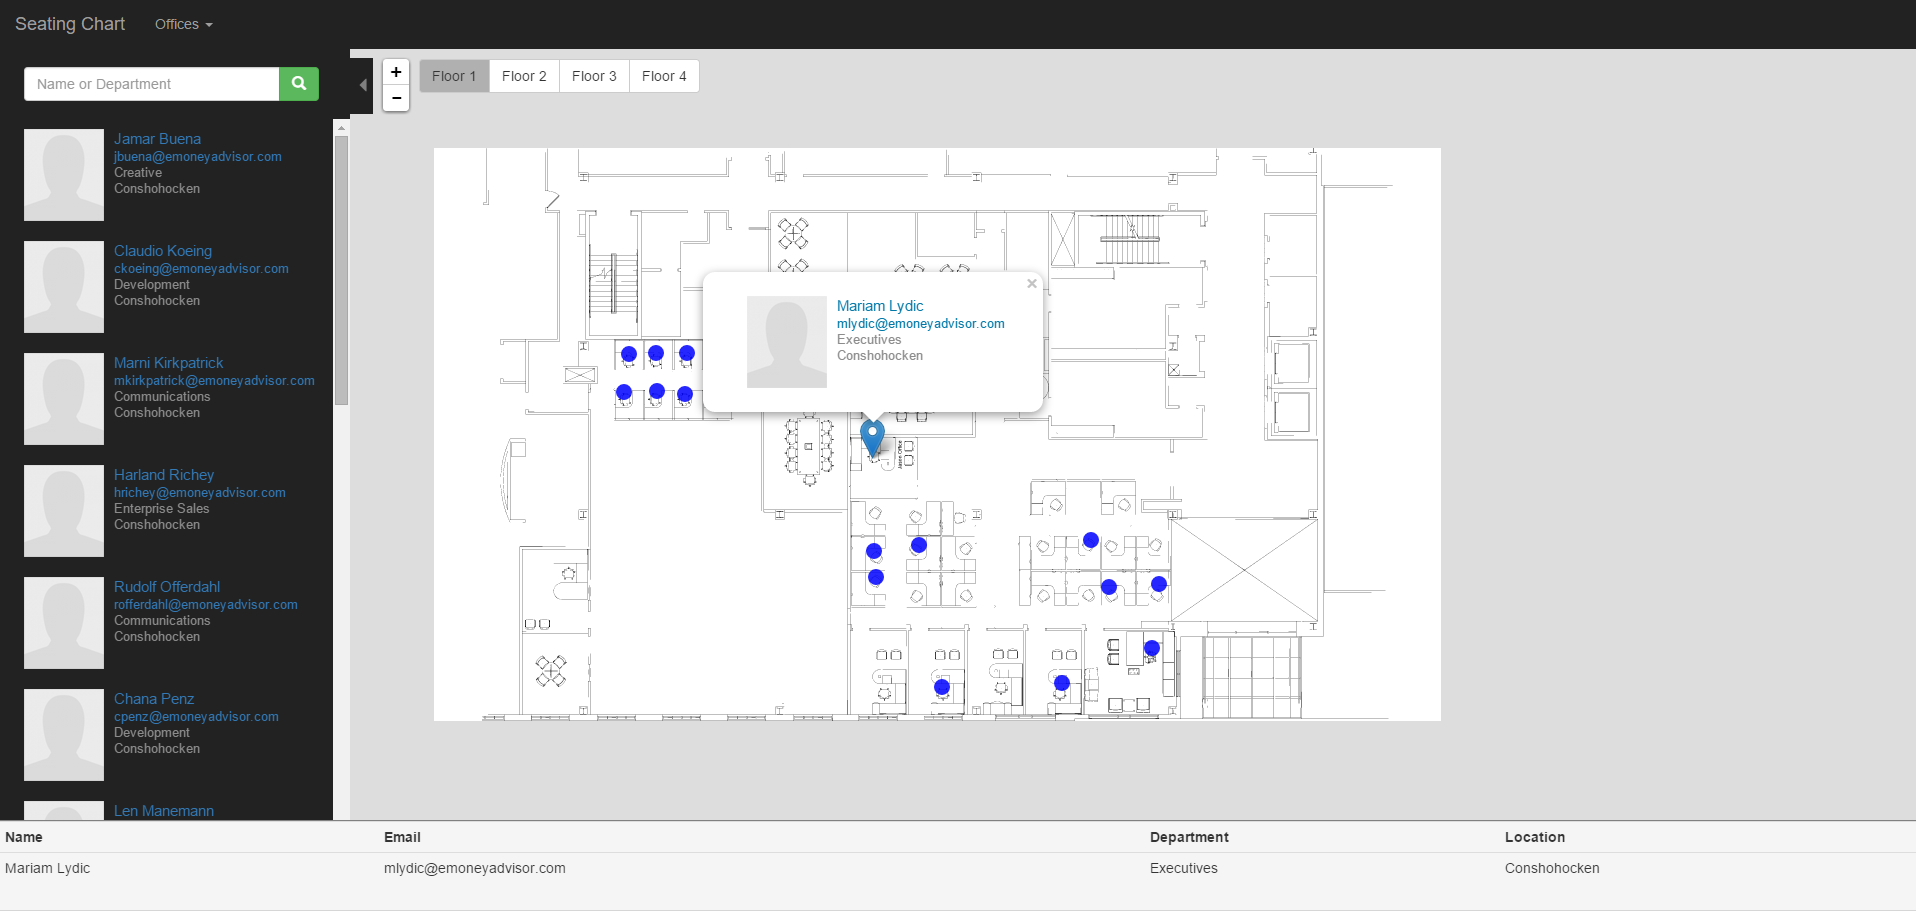 Seating Chart
Offices
Name or Department
+
−
Floor 1
Floor 2
Floor 3
Floor 4
Jamar Buena
jbuena@emoneyadvisor.com
Creative
Conshohocken
Claudio Koeing
ckoeing@emoneyadvisor.com
Development
Conshohocken
Marni Kirkpatrick
mkirkpatrick@emoneyadvisor.com
Communications
Conshohocken
Harland Richey
hrichey@emoneyadvisor.com
Enterprise Sales
Conshohocken
Rudolf Offerdahl
rofferdahl@emoneyadvisor.com
Communications
Conshohocken
Chana Penz
cpenz@emoneyadvisor.com
Development
Conshohocken
Len Manemann
×
Mariam Lydic
mlydic@emoneyadvisor.com
Executives
Conshohocken
Office
Name Email Department Location
Mariam Lydic mlydic@emoneyadvisor.com Executives Conshohocken